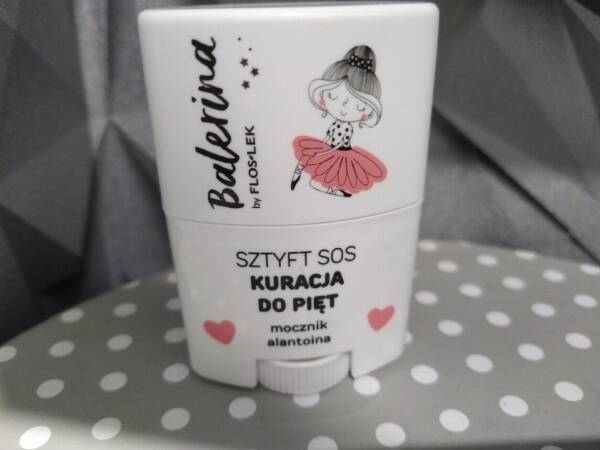 Balerina
by FLOSLEK
SZTYFT SOS
KURACJA
DO PIĘT
mocznik
alantoina